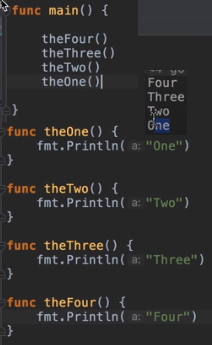 func main() {
theFour()
theThree()
theTwo()
theOne()
go
Four
Three
Two
One
}
func theOne() {
fmt.Println( a: "One")
}
func theTwo() {
fmt.Println( a: "Two")
}
func theThree() {
fmt.Println( a: "Three")
}
func theFour() {
fmt.Println( a: "Four")
}